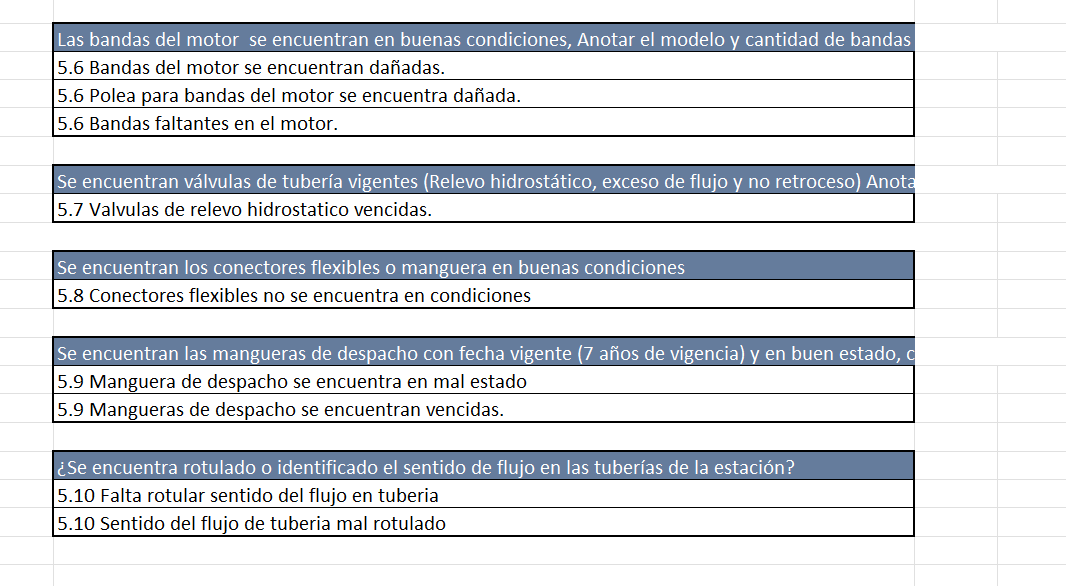 Las bandas del motor  se encuentran en buenas condiciones, Anotar el modelo y cantidad de bandas
5.6 Bandas del motor se encuentran dañadas.
5.6 Polea para bandas del motor se encuentra dañada.
5.6 Bandas faltantes en el motor.
Se encuentran válvulas de tubería vigentes (Relevo hidrostático, exceso de flujo y no retroceso) Anota
5.7 Valvulas de relevo hidrostatico vencidas.
Se encuentran los conectores flexibles o manguera en buenas condiciones
5.8 Conectores flexibles no se encuentra en condiciones
Se encuentran las mangueras de despacho con fecha vigente (7 años de vigencia) y en buen estado, c
5.9 Manguera de despacho se encuentra en mal estado
5.9 Mangueras de despacho se encuentran vencidas.
¿Se encuentra rotulado o identificado el sentido de flujo en las tuberías de la estación?
5.10 Falta rotular sentido del flujo en tuberia
5.10 Sentido del flujo de tuberia mal rotulado